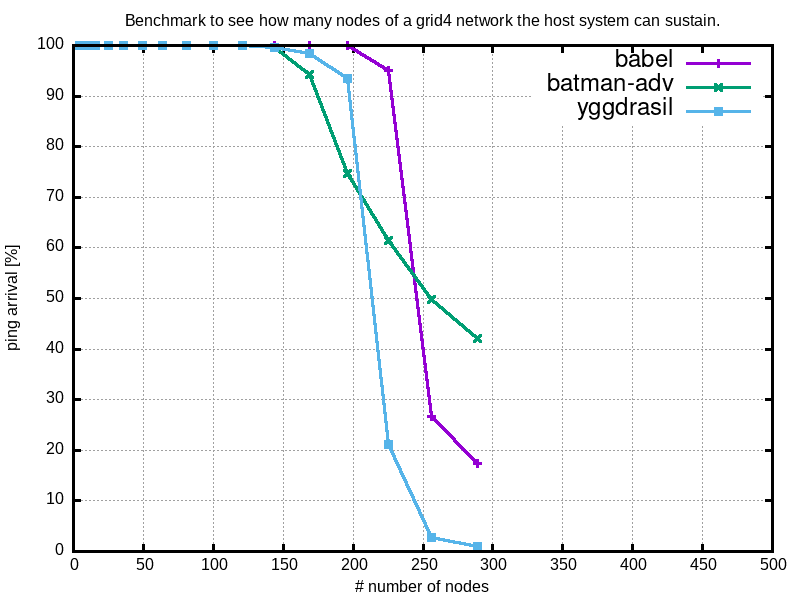 Benchmark to see how many nodes of a grid4 network the host system can sustain.
babel
batman-adv
yggdrasil
ping arrival [%]
100
90
80
70
60
50
40
30
20
10
0
0 50 100 150 200 250 300 350 400 450 500
# number of nodes